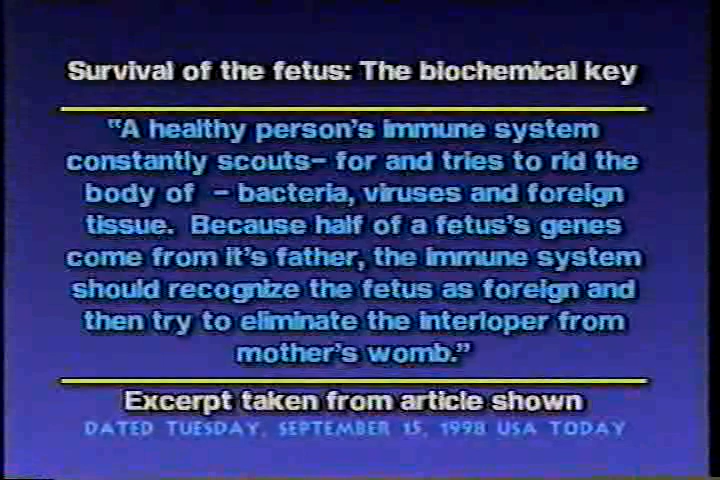 Survival of the fetus: The biochemical key
"A healthy person's immune system
constantly scouts- for and tries to rid the
body of - bacteria, viruses and foreign
tissue. Because half of a fetus's genes
come from it's father, the immune system
should recognize the fetus as foreign and
then try to eliminate the interloper from
mother's womb."
Excerpt taken from article shown
DATED TUESDAY, SEPTEMBER 15, 1998 USA TODAY